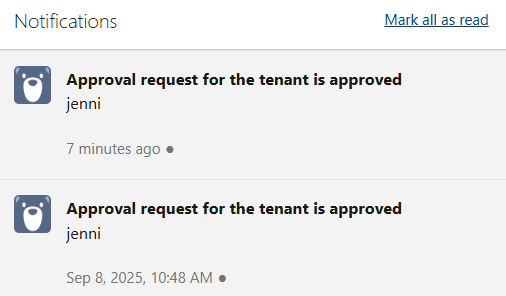 Notifications
Mark all as read
Approval request for the tenant is approved
jenni
7 minutes ago
Approval request for the tenant is approved
jenni
Sep 8, 2025, 10:48 AM